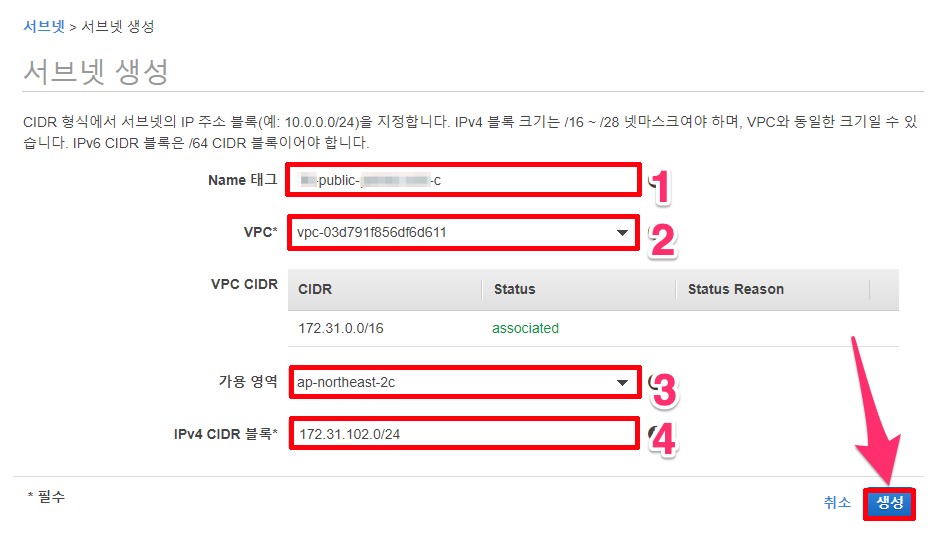 서브넷 > 서브넷 생성
서브넷 생성
CIDR 형식에서 서브넷의 IP 주소 블록(예: 10.0.0.0/24)을 지정합니다. IPv4 블록 크기는 /16 ~ /28 넷마스크여야 하며, VPC와 동일한 크기일 수 있
습니다. IPv6 CIDR 블록은 /64 CIDR 블록이어야 합니다.
Name 태그 -public- -c 1
VPC* vpc-03d791f856df6d611 2
VPC CIDR CIDR Status Status Reason
172.31.0.0/16 associated
가용 영역 ap-northeast-2c 3
IPv4 CIDR 블록* 172.31.102.0/24 4
* 필수 취소 생성